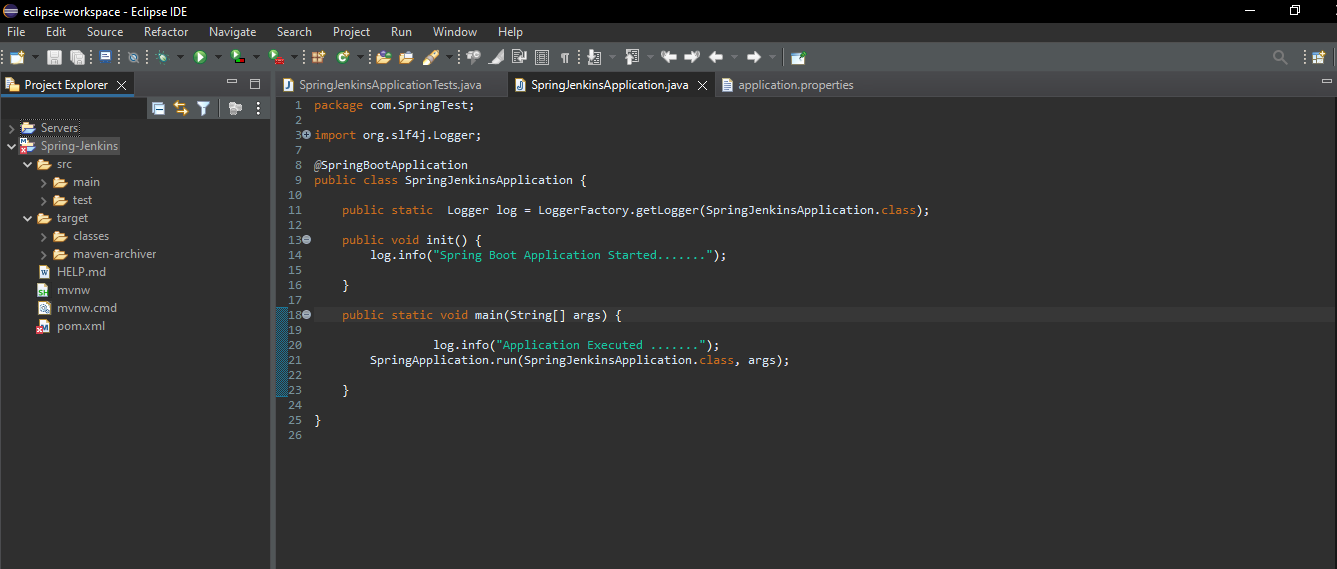 eclipse-workspace - Eclipse IDE
File Edit Source Refactor Navigate Search Project Run Window Help
Project Explorer
Servers
Spring-Jenkins
src
main
test
target
classes
maven-archiver
HELP.md
mvnw
mvnw.cmd
pom.xml
SpringJenkinsApplicationTests.java SpringJenkinsApplication.java application.properties
1 package com.SpringTest;
2
3 import org.slf4j.Logger;
7
8 @SpringBootApplication
9 public class SpringJenkinsApplication {
10
11     public static  Logger log = LoggerFactory.getLogger(SpringJenkinsApplication.class);
12
13     public void init() {
14         log.info("Spring Boot Application Started.......");
15
16     }
17
18     public static void main(String[] args) {
19
20                  log.info("Application Executed .......");
21         SpringApplication.run(SpringJenkinsApplication.class, args);
22
23     }
24
25 }
26